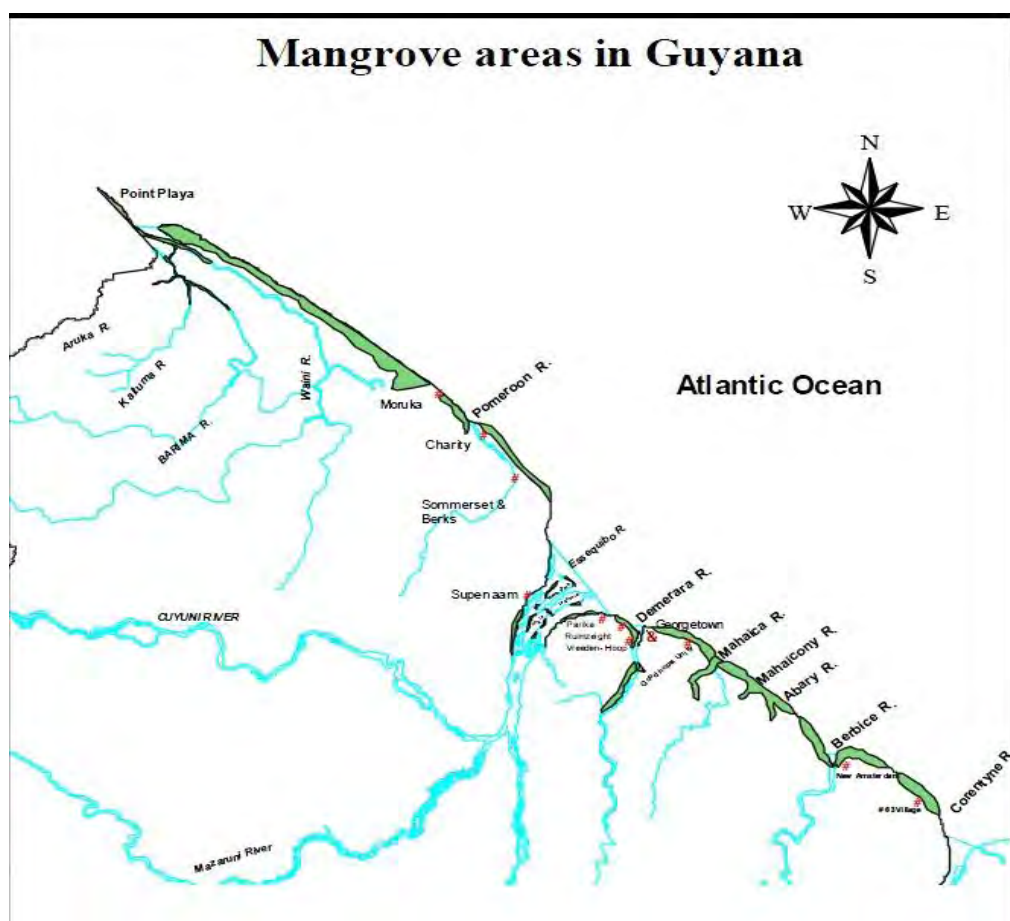 Mangrove areas in Guyana
N
W
E
S
Point Playa
Atlantic Ocean
Aruka R.
Kaituma R
BARIMA R.
Waini R.
Moruka
Pomeroon R.
Charity
Sommerset &
Berks
Essequibo R
Supenaam
CUYUNI RIVER
Parika
Ruimzeight
Vreeden-Hoop
Demerara R.
Georgetown
&
Mahaica R.
Mahaicony R.
Abary R.
Berbice R.
New Amsterdam
#63Village
Corentyne R
Mazaruni River